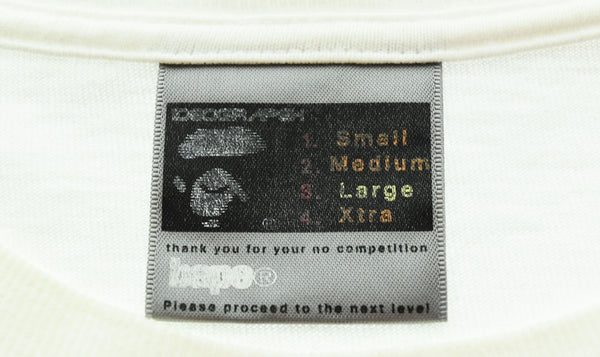 1. Small
2. Medium
3. Large
4. Xtra
thank you for your no competition
bape®
Please proceed to the next level